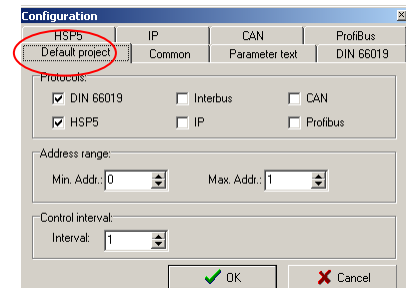 Configuration
HSP5 IP CAN ProfiBus
Default project Common Parameter text DIN 66019
Protocols:
DIN 66019 Interbus CAN
HSP5 IP Profibus
Address range:
Min. Addr.: 0 Max. Addr.: 1
Control interval:
Interval: 1
OK Cancel